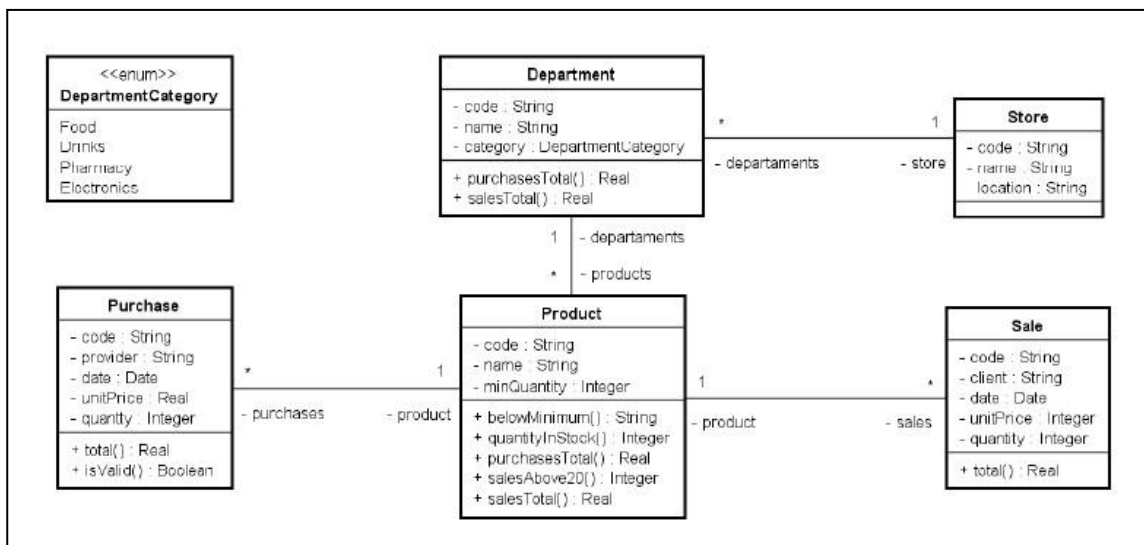 <<enum>>
DepartmentCategory
Food
Drinks
Pharmacy
Electronics
Department
- code : String
- name : String
- category : DepartmentCategory
+ purchasesTotal() : Real
+ salesTotal() : Real
* 1
- departaments - store
Store
- code : String
- name : String
location : String
1 - departaments
* - products
Purchase
- code : String
- provider : String
- date : Date
- unitPrice : Real
- quantty : Integer
+ total() : Real
+ isValid() : Boolean
* 1
- purchases - product
Product
- code : String
- name : String
- minQuantity : Integer
+ belowMinimum() : String
+ quantityInStock() : Integer
+ purchasesTotal() : Real
+ salesAbove20() : Integer
+ salesTotal() : Real
1 *
- product - sales
Sale
- code : String
- client : String
- date : Date
- unitPrice : Integer
- quantity : Integer
+ total() : Real